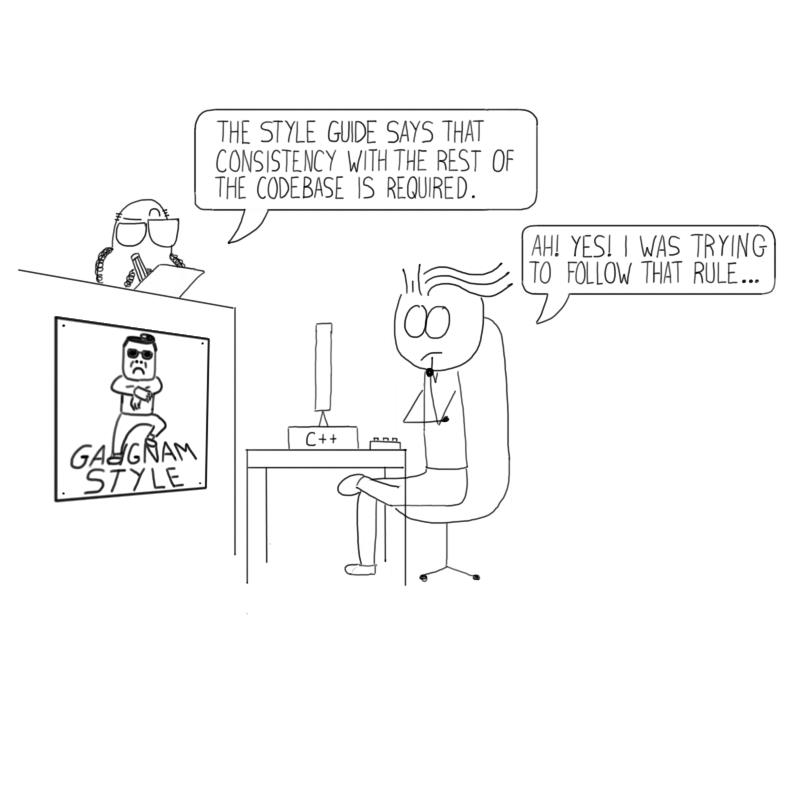 THE STYLE GUIDE SAYS THAT
CONSISTENCY WITH THE REST OF
THE CODEBASE IS REQUIRED.
AH! YES! I WAS TRYING
TO FOLLOW THAT RULE...
C++
GANGNAM
STYLE